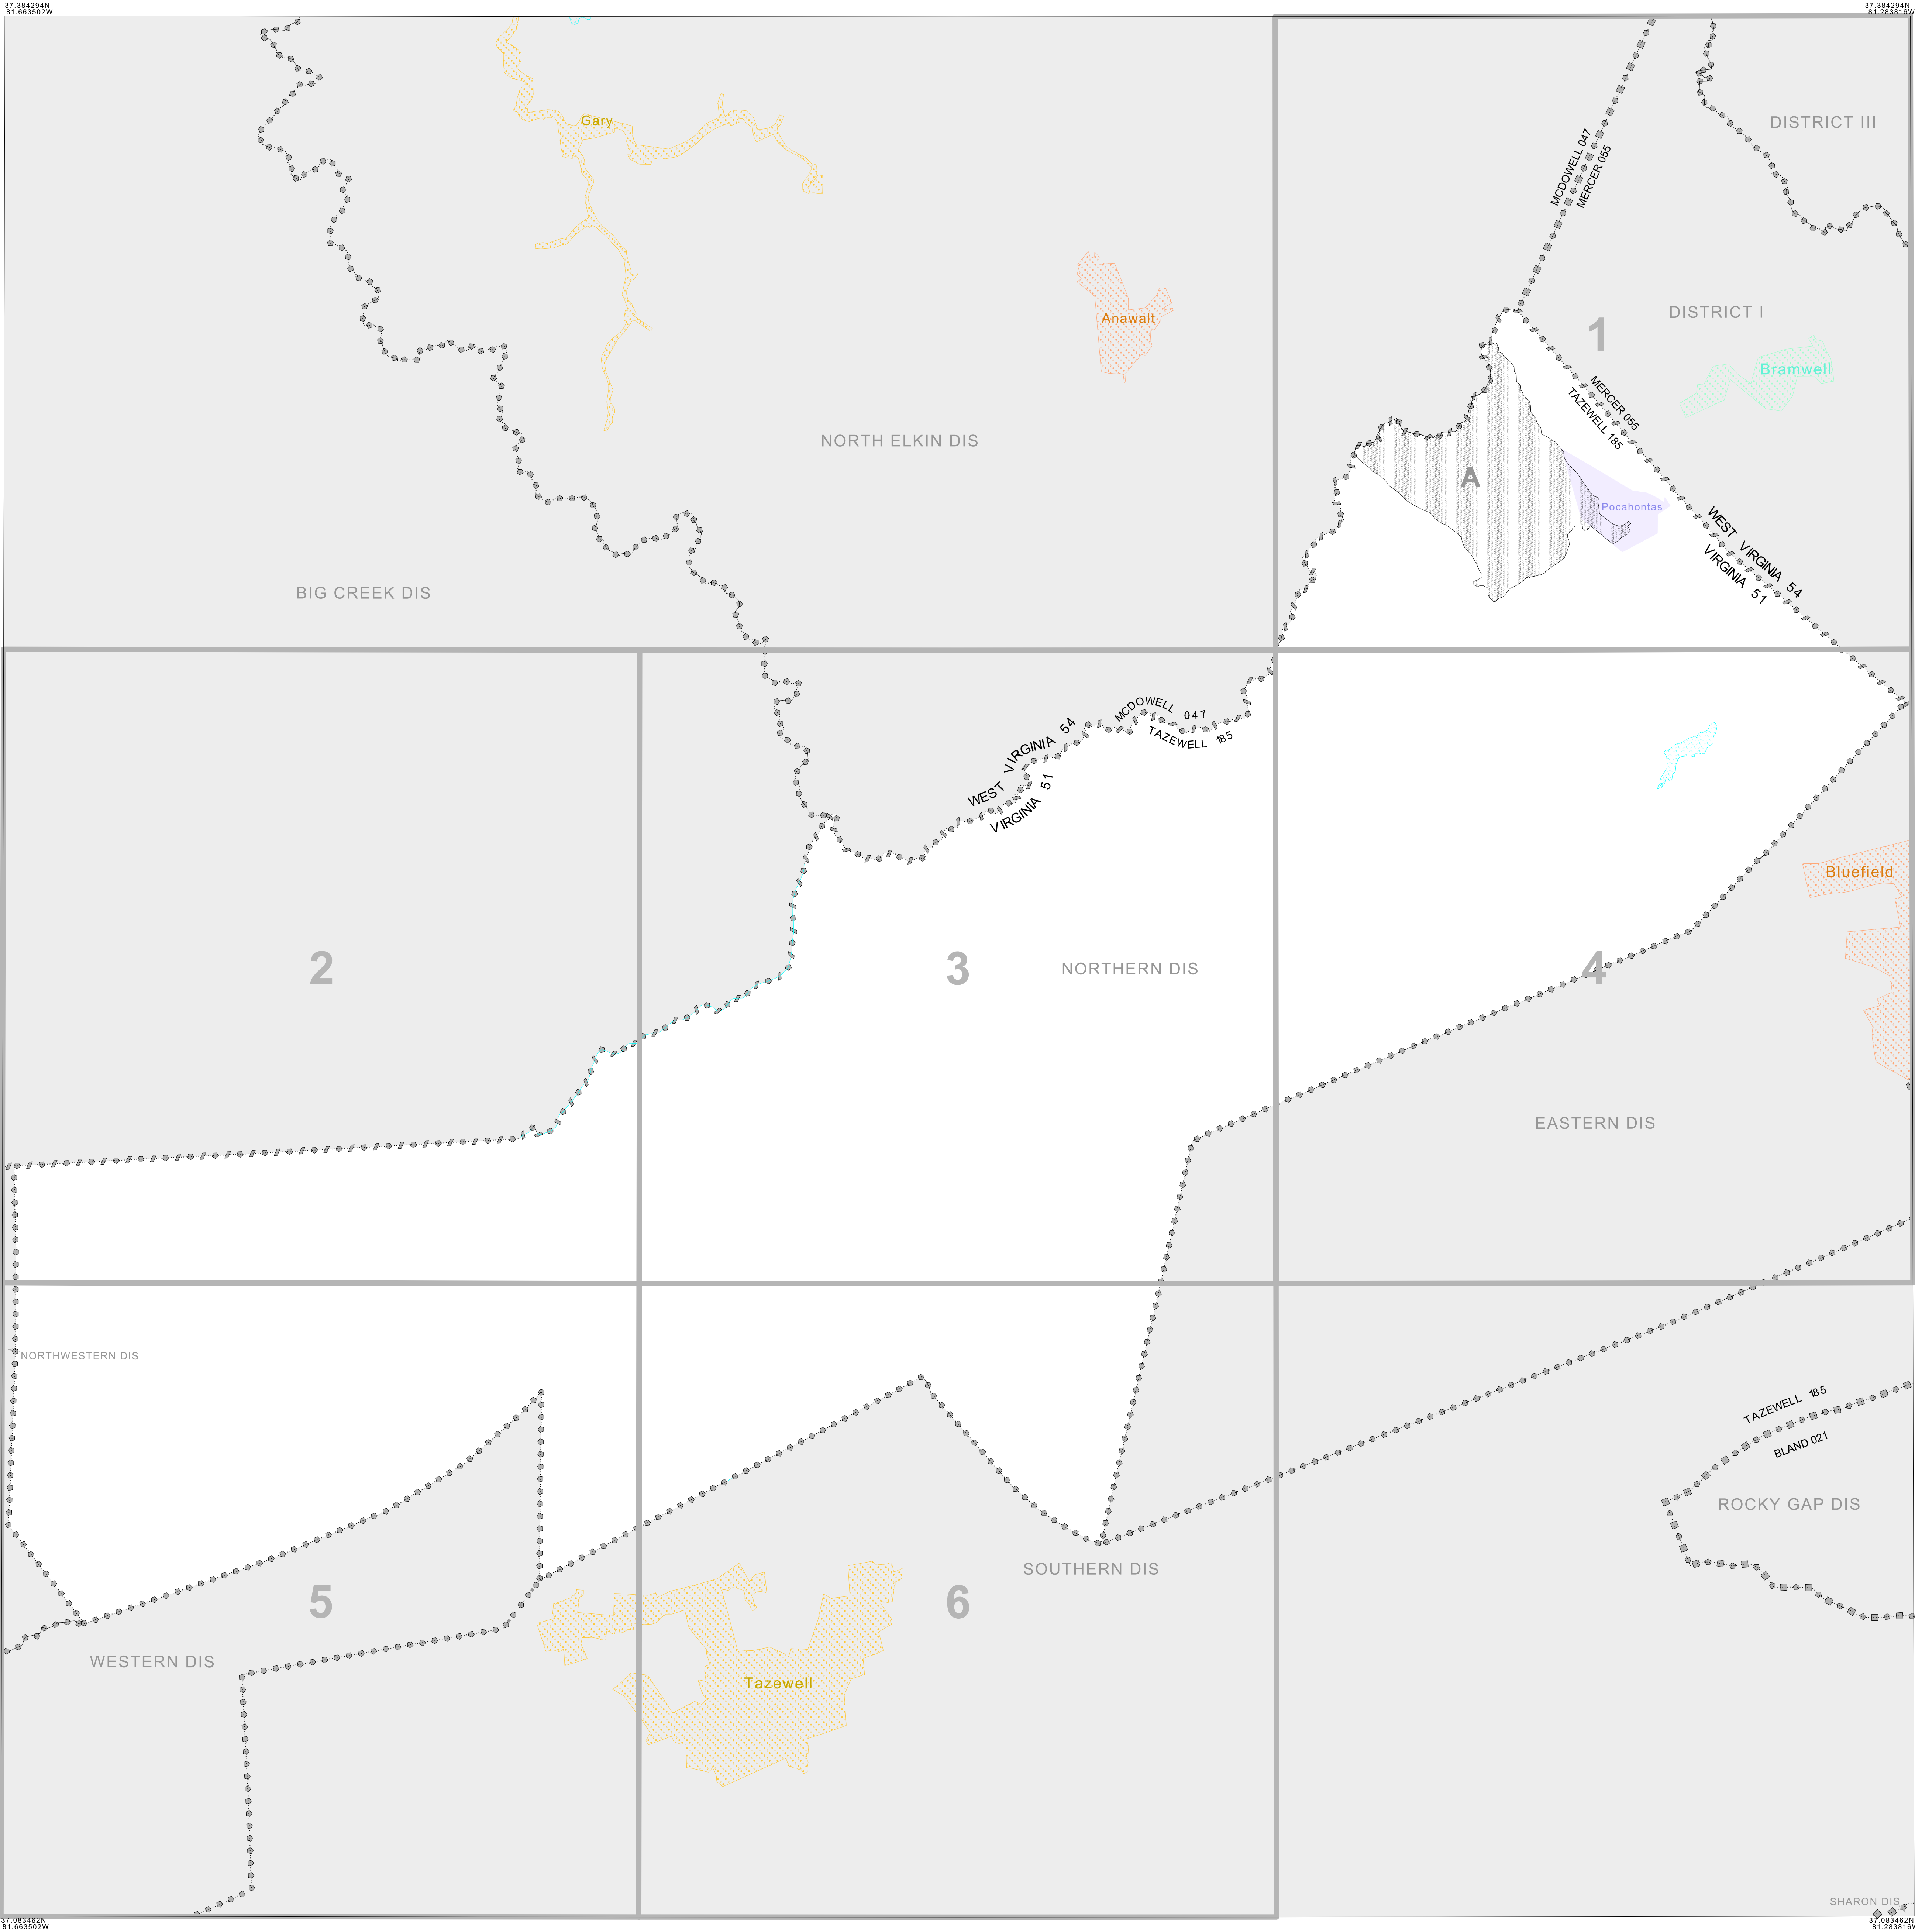 37.384294N
81.663502W
37.384294N
81.283816W
Gary
DISTRICT III
MCDOWELL 047
MERCER 055
Anawalt
DISTRICT I
1
Bramwell
MERCER 055
TAZEWELL 185
NORTH ELKIN DIS
A
Pocahontas
WEST VIRGINIA 54
VIRGINIA 51
BIG CREEK DIS
MCDOWELL 047
TAZEWELL 185
WEST VIRGINIA 54
VIRGINIA 51
Bluefield
2
3
NORTHERN DIS
4
EASTERN DIS
NORTHWESTERN DIS
TAZEWELL 185
BLAND 021
ROCKY GAP DIS
SOUTHERN DIS
5
6
WESTERN DIS
Tazewell
SHARON DIS
37.083462N
81.663502W
37.083462N
81.283816W